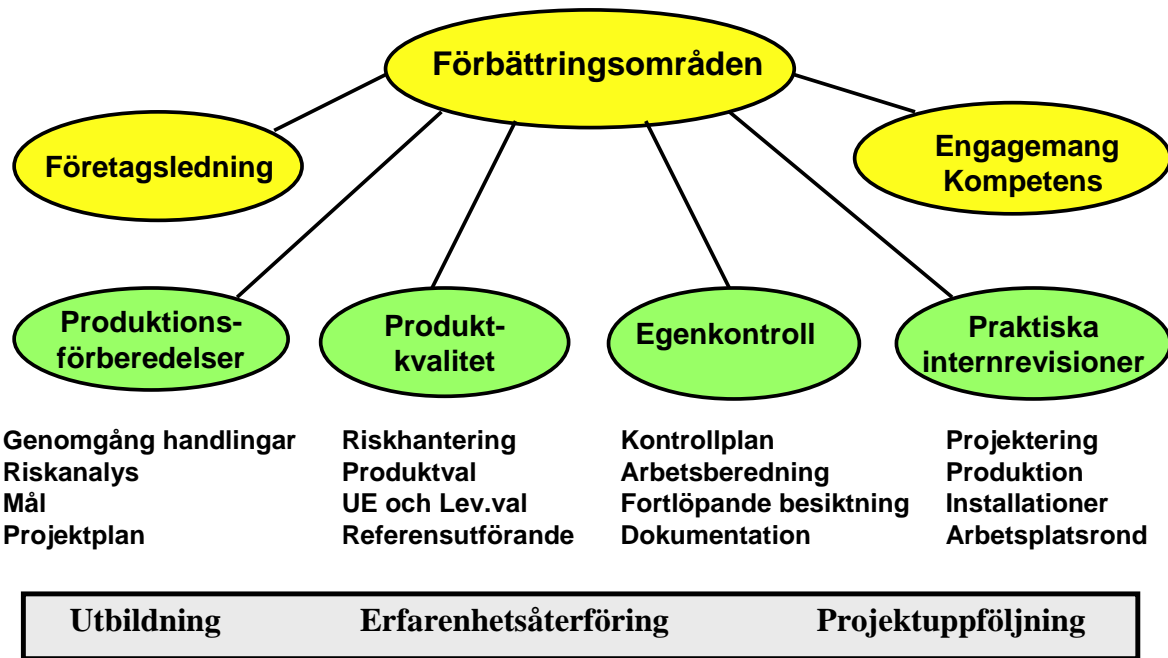 Förbättringsområden
Företagsledning
Engagemang
Kompetens
Produktions-
förberedelser
Produkt-
kvalitet
Egenkontroll
Praktiska
internrevisioner
Genomgång handlingar
Riskanalys
Mål
Projektplan
Riskhantering
Produktval
UE och Lev.val
Referensutförande
Kontrollplan
Arbetsberedning
Fortlöpande besiktning
Dokumentation
Projektering
Produktion
Installationer
Arbetsplatsrond
Utbildning Erfarenhetsåterföring Projektuppföljning